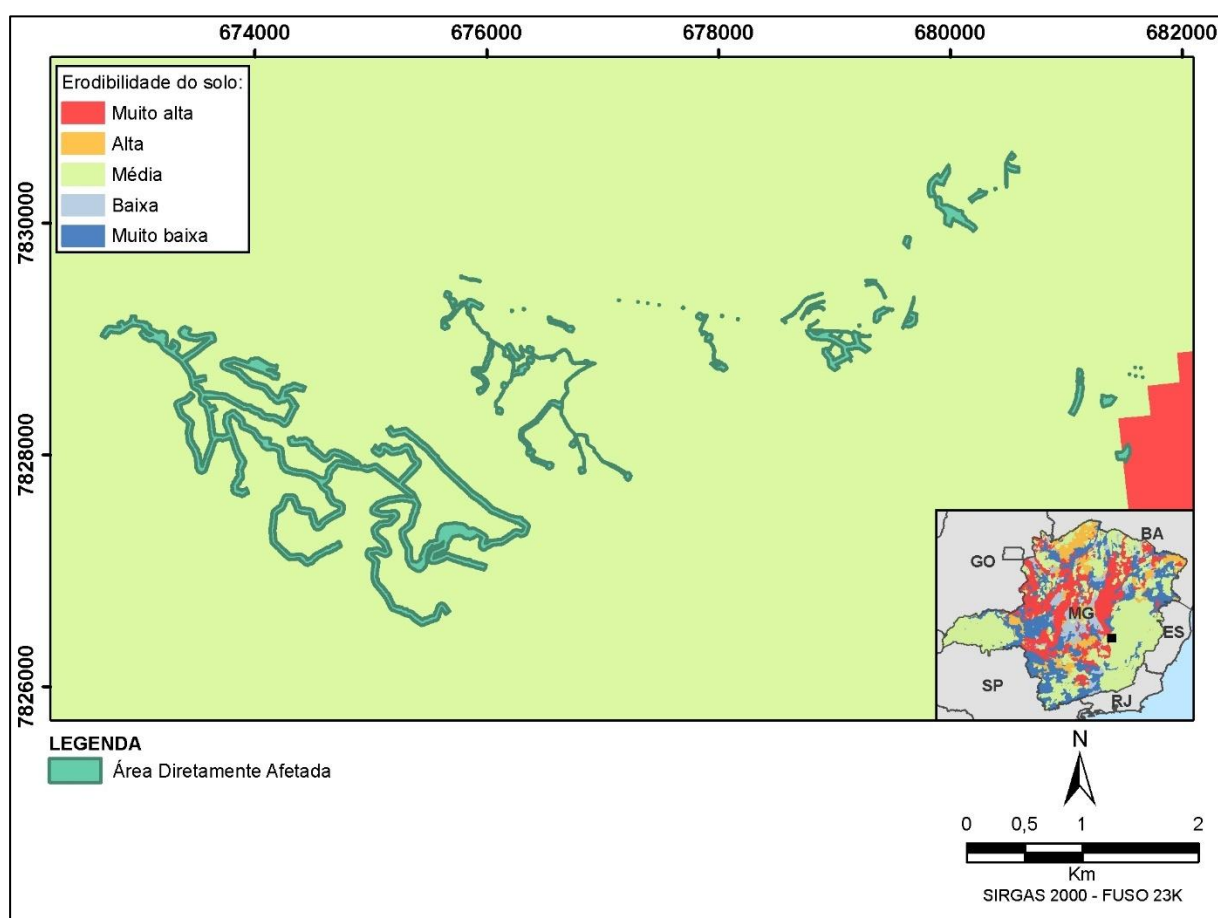 674000 676000 678000 680000 682000
Erodibilidade do solo:
Muito alta
Alta
Média
Baixa
Muito baixa
7830000
7828000
7826000
GO
BA
MG
ES
SP
RJ
LEGENDA
Área Diretamente Afetada
N
0 0,5 1 2
Km
SIRGAS 2000 - FUSO 23K